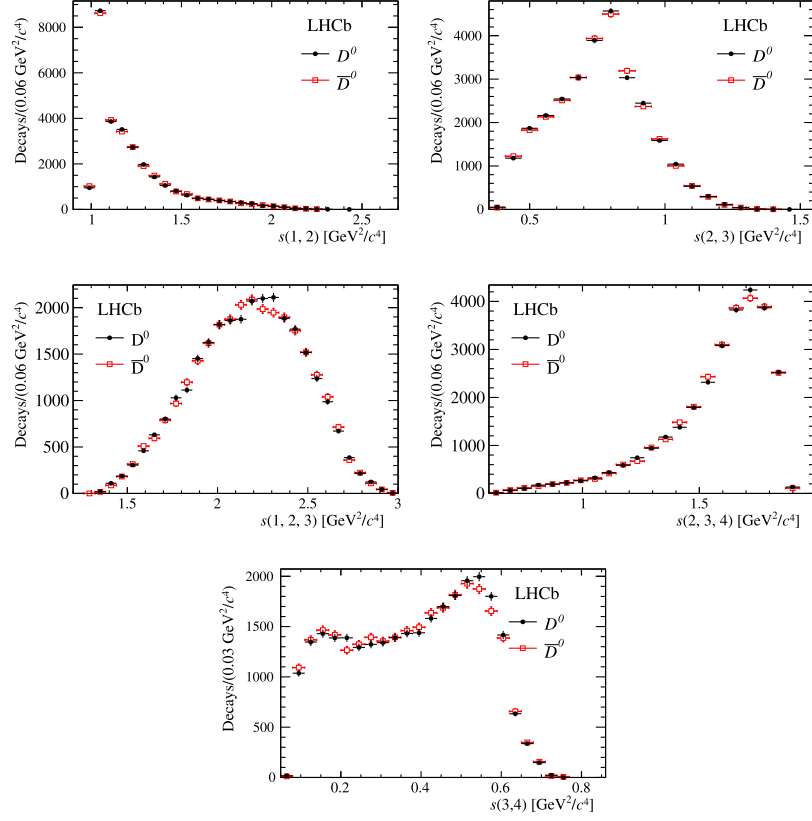 Decays/(0.06 GeV²/c⁴)
8000
6000
4000
2000
0
LHCb
D⁰
D̅⁰
1
1.5
2
2.5
s(1, 2) [GeV²/c⁴]
Decays/(0.06 GeV²/c⁴)
4000
3000
2000
1000
0
LHCb
D⁰
D̅⁰
0.5
1
1.5
s(2, 3) [GeV²/c⁴]
Decays/(0.06 GeV²/c⁴)
2000
1500
1000
500
0
LHCb
D⁰
D̅⁰
1.5
2
2.5
3
s(1, 2, 3) [GeV²/c⁴]
Decays/(0.06 GeV²/c⁴)
4000
3000
2000
1000
0
LHCb
D⁰
D̅⁰
1
1.5
s(2, 3, 4) [GeV²/c⁴]
Decays/(0.03 GeV²/c⁴)
2000
1500
1000
500
0
LHCb
D⁰
D̅⁰
0.2
0.4
0.6
0.8
s(3,4) [GeV²/c⁴]